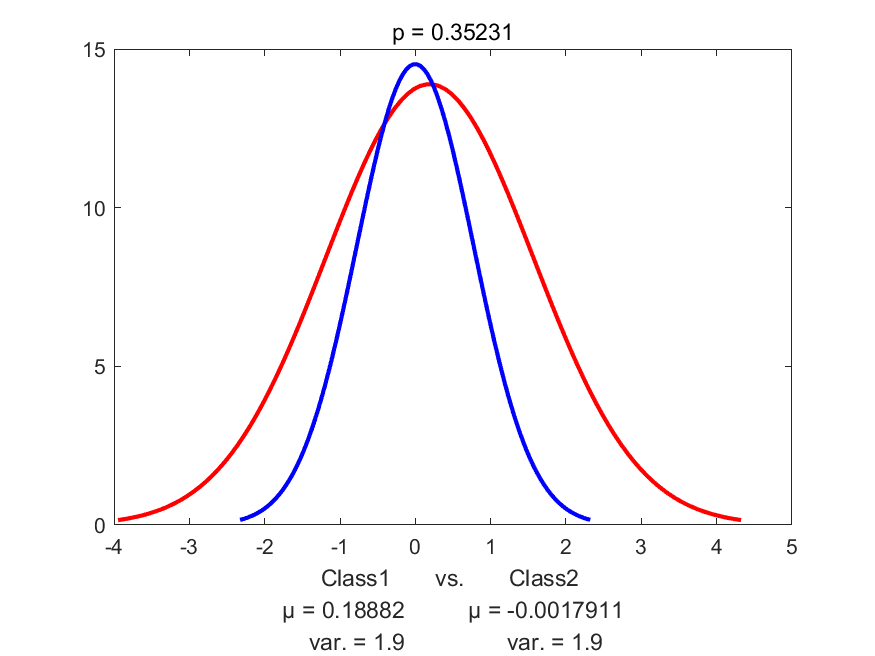 p = 0.35231
15
10
5
0
-4 -3 -2 -1 0 1 2 3 4 5
Class1 vs. Class2
μ = 0.18882 μ = -0.0017911
var. = 1.9 var. = 1.9